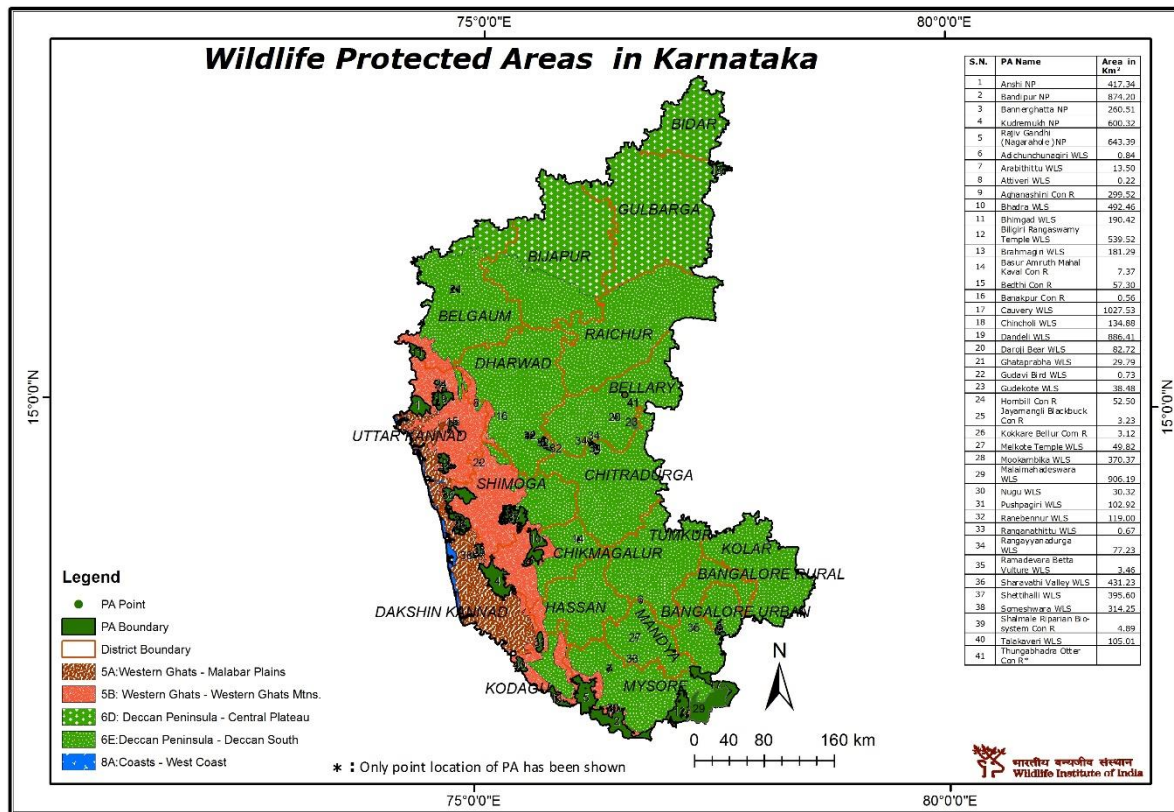 75°0'0"E
80°0'0"E
Wildlife Protected Areas in Karnataka
S.N. PA Name Area in Km²
1 Anshi NP 417.34
2 Bandipur NP 874.20
3 Bannerghatta NP 260.51
4 Kudremukh NP 600.32
5 Rajiv Gandhi (Nagarahole )NP 643.39
6 Adichunchunagiri WLS 0.84
7 Arabithittu WLS 13.50
8 Attiveri WLS 0.22
9 Aghanashini Con R 299.52
10 Bhadra WLS 492.46
11 Bhimgad WLS 190.42
12 Biligiri Rangaswamy Temple WLS 539.52
13 Brahmagiri WLS 181.29
14 Basur Amruth Mahal Kaval Con R 7.37
15 Bedthi Con R 57.30
16 Banakpur Con R 0.56
17 Cauvery WLS 1027.53
18 Chincholi WLS 134.88
19 Dandeli WLS 886.41
20 Daroji Bear WLS 82.72
21 Ghataprabha WLS 29.79
22 Gudavi Bird WLS 0.73
23 Gudekote WLS 38.48
24 Hornbill Con R 52.50
25 Jayamangli Blackbuck Con R 3.23
26 Kokkare Bellur Com R 3.12
27 Melkote Temple WLS 49.82
28 Mookambika WLS 370.37
29 Malaimahadeswara WLS 906.19
30 Nugu WLS 30.32
31 Pushpagiri WLS 102.92
32 Ranebennur WLS 119.00
33 Ranganathittu WLS 0.67
34 Rangayyanadurga WLS 77.23
35 Ramadevara Betta Vulture WLS 3.46
36 Sharavathi Valley WLS 431.23
37 Shettihalli WLS 395.60
38 Someshwara WLS 314.25
39 Shalmale Riparian Bio-system Con R 4.89
40 Talakaveri WLS 105.01
41 Thungabhadra Otter Con R*
BIDAR
GULBARGA
BIJAPUR
BELGAUM
RAICHUR
DHARWAD
BELLARY
41
15°0'0"N
15°0'0"N
UTTAR KANNAD
CHITRADURGA
SHIMOGA
TUMKUR
KOLAR
CHIKMAGALUR
BANGALORE RURAL
DAKSHIN KANNAD
HASSAN
BANGALORE URBAN
MANDYA
KODAGU
MYSORE
29
Legend
PA Point
PA Boundary
District Boundary
5A:Western Ghats - Malabar Plains
5B: Western Ghats - Western Ghats Mtns.
6D: Deccan Peninsula - Central Plateau
6E:Deccan Peninsula - Deccan South
8A:Coasts - West Coast
N
0 40 80 160 km
* : Only point location of PA has been shown
भारतीय वन्यजीव संस्थान
Wildlife Institute of India
75°0'0"E
80°0'0"E